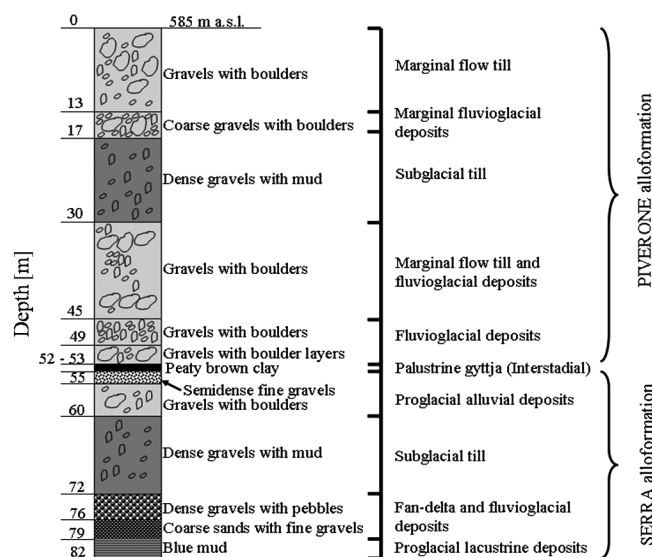 0
585 m a.s.l.
Gravels with boulders
Marginal flow till
13
Coarse gravels with boulders
Marginal fluvioglacial
deposits
17
Dense gravels with mud
Subglacial till
30
Gravels with boulders
Marginal flow till and
fluvioglacial deposits
45
Gravels with boulders
Fluvioglacial deposits
49
Gravels with boulder layers
52 - 53
Peaty brown clay
Palustrine gyttja (Interstadial)
55
Semidense fine gravels
Gravels with boulders
Proglacial alluvial deposits
60
Dense gravels with mud
Subglacial till
72
Dense gravels with pebbles
Fan-delta and fluvioglacial
deposits
76
Coarse sands with fine gravels
79
Blue mud
Proglacial lacustrine deposits
82
Depth [m]
PIVERONE alloformation
SERRA alloformation